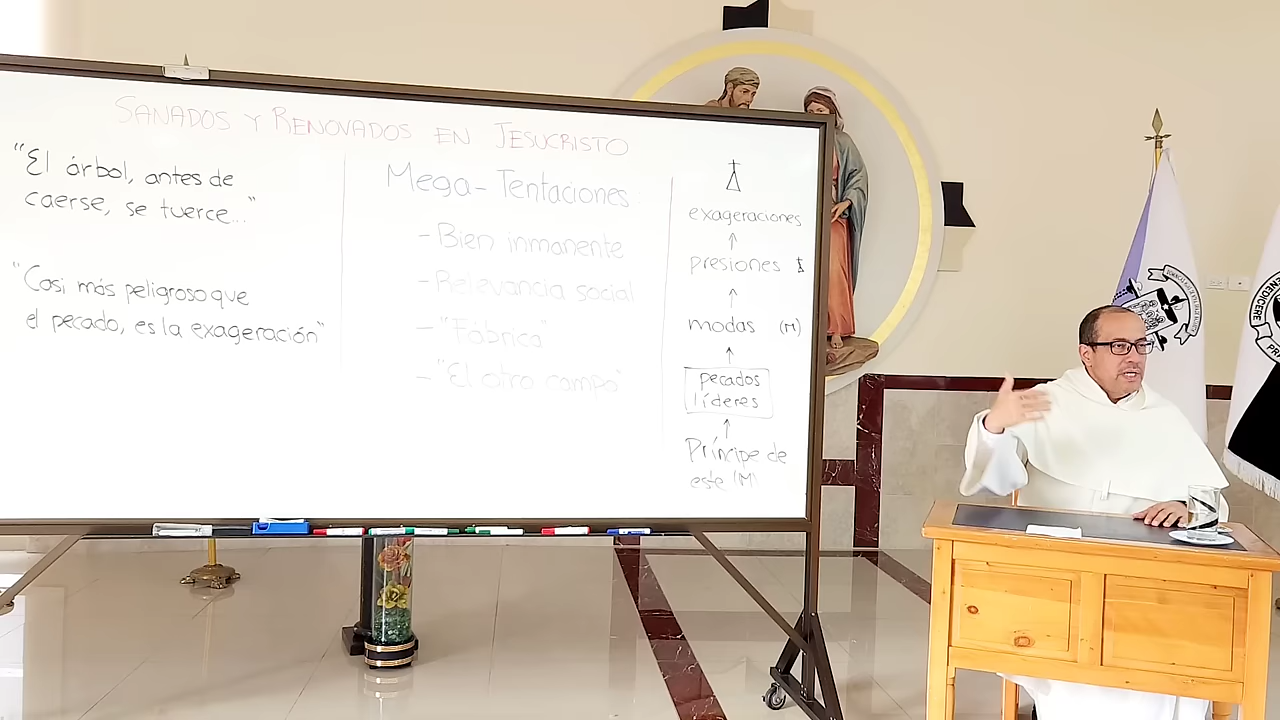 SANADOS Y RENOVADOS EN JESUCRISTO
"El árbol, antes de
caerse, se tuerce..."
"Casi más peligroso que
el pecado, es la exageración"
Mega-Tentaciones:
- Bien inmanente
- Relevancia social
- "Fábrica"
- "El otro campo"
exageraciones
↑
presiones
↑
modas (M)
↑
pecados
líderes
↑
Príncipe de
este (M)
BENEDICERE